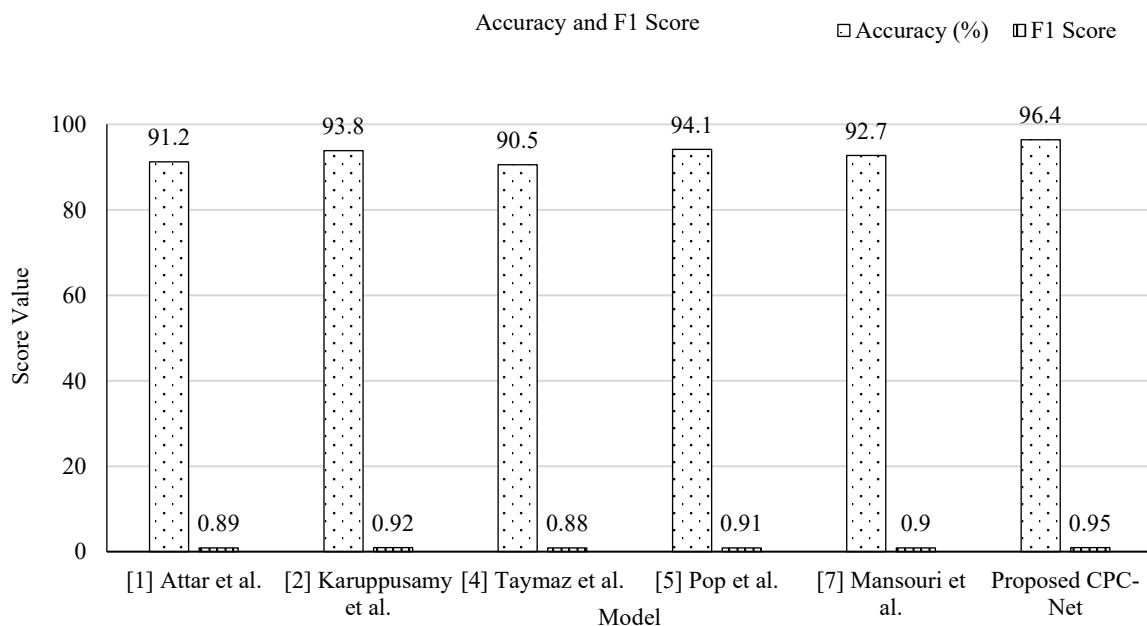 Accuracy and F1 Score
Accuracy (%) F1 Score
100
80
60
40
20
0
Score Value
91.2
0.89
93.8
0.92
90.5
0.88
94.1
0.91
92.7
0.9
96.4
0.95
[1] Attar et al.
[2] Karuppusamy
et al.
[4] Taymaz et al.
[5] Pop et al.
[7] Mansouri et
al.
Proposed CPC-
Net
Model